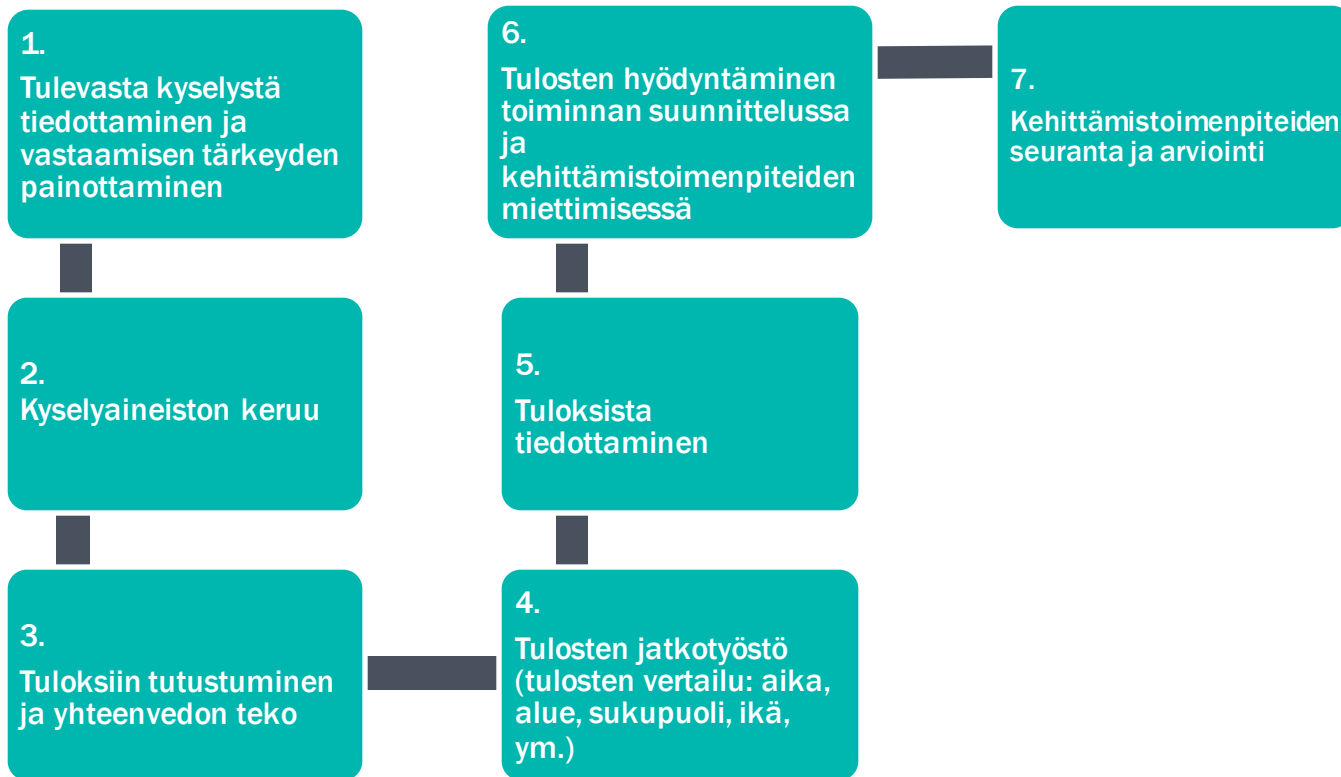 1.
Tulevasta kyselystä
tiedottaminen ja
vastaamisen tärkeyden
painottaminen
2.
Kyselyaineiston keruu
3.
Tuloksiin tutustuminen
ja yhteenvedon teko
4.
Tulosten jatkotyöstö
(tulosten vertailu: aika,
alue, sukupuoli, ikä,
ym.)
5.
Tuloksista
tiedottaminen
6.
Tulosten hyödyntäminen
toiminnan suunnittelussa
ja
kehittämistoimenpiteiden
miettimisessä
7.
Kehittämistoimenpiteiden
seuranta ja arviointi